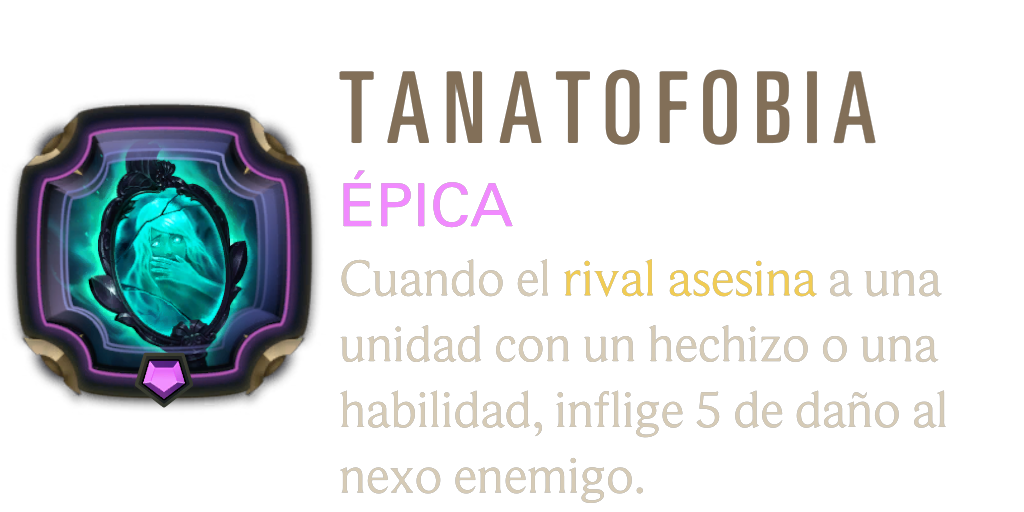 TANATOFOBIA
ÉPICA
Cuando el rival asesina a una
unidad con un hechizo o una
habilidad, inflige 5 de daño al
nexo enemigo.